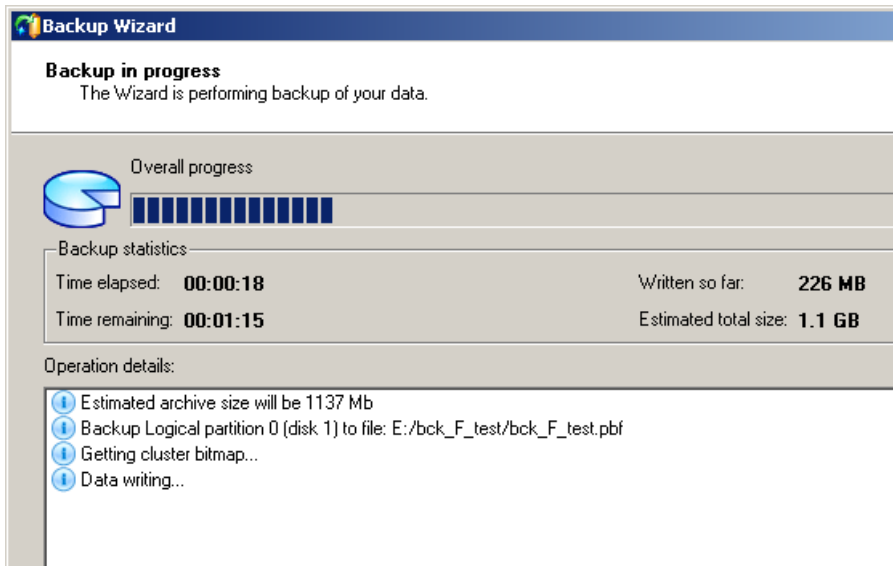 Backup Wizard
Backup in progress
The Wizard is performing backup of your data.
Overall progress
Backup statistics
Time elapsed: 00:00:18 Written so far: 226 MB
Time remaining: 00:01:15 Estimated total size: 1.1 GB
Operation details:
Estimated archive size will be 1137 Mb
Backup Logical partition 0 (disk 1) to file: E:/bck_F_test/bck_F_test.pbf
Getting cluster bitmap...
Data writing...